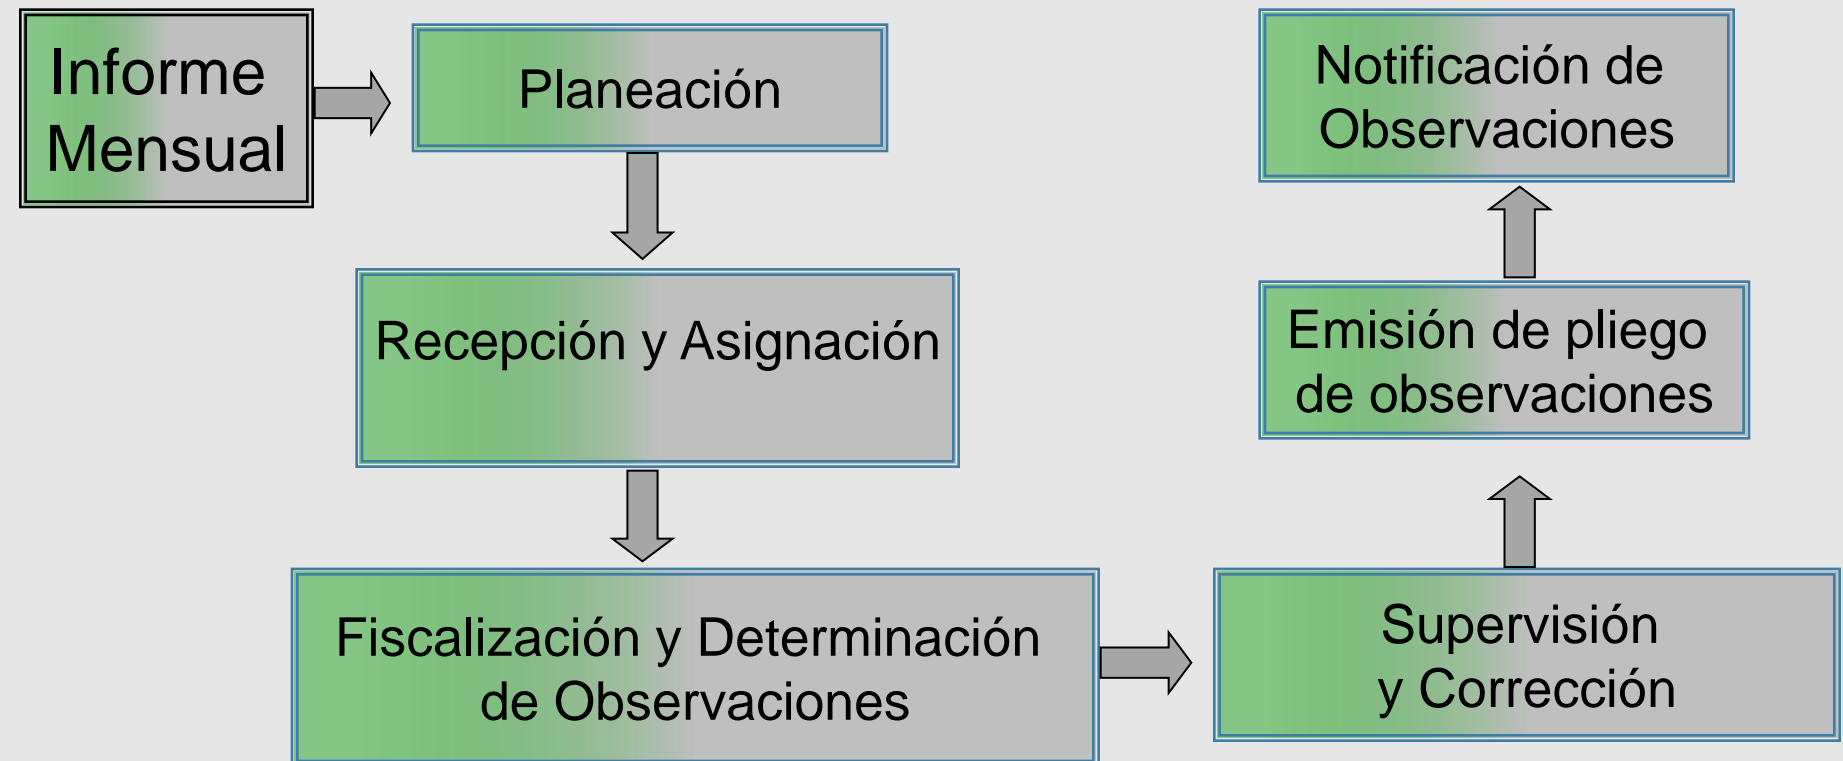 Informe
Mensual
Planeación
Recepción y Asignación
Fiscalización y Determinación
de Observaciones
Supervisión
y Corrección
Emisión de pliego
de observaciones
Notificación de
Observaciones